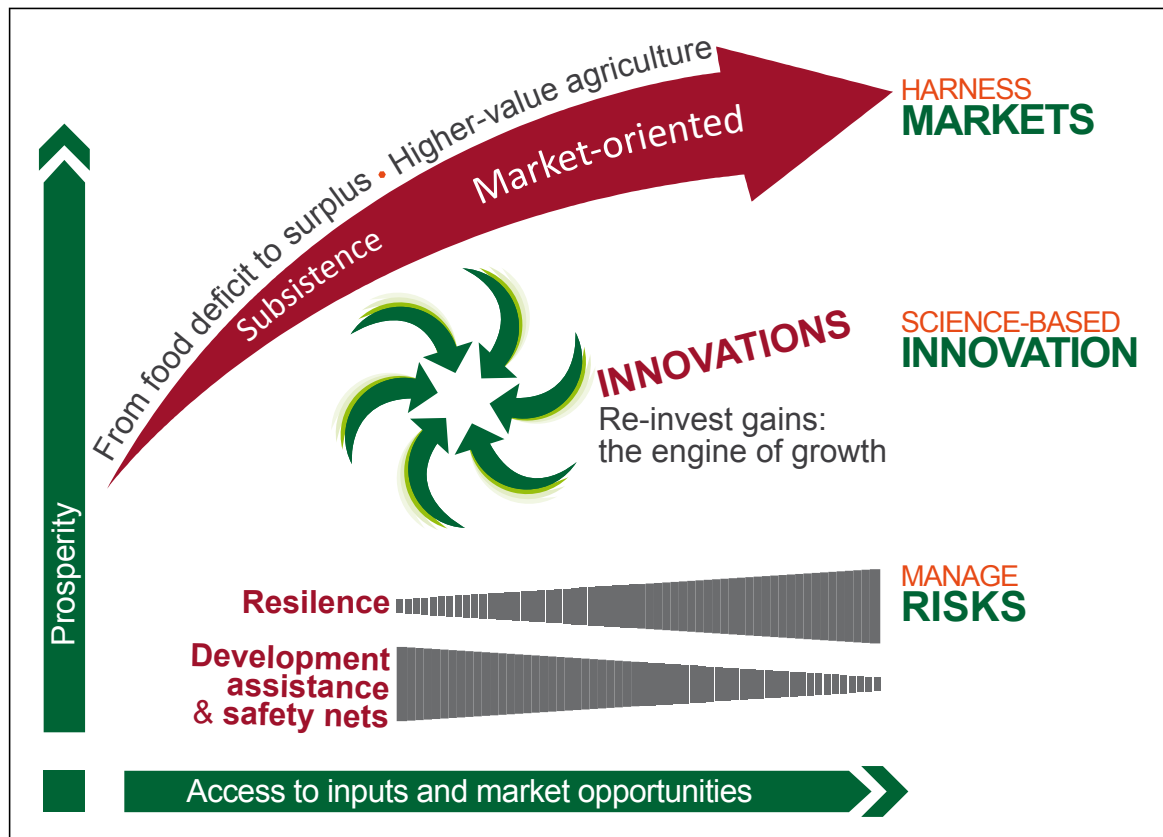 From food deficit to surplus • Higher-value agriculture
Subsistence
Market-oriented
HARNESS
MARKETS
INNOVATIONS
Re-invest gains:
the engine of growth
SCIENCE-BASED
INNOVATION
Prosperity
Resilence
MANAGE
RISKS
Development
assistance
& safety nets
Access to inputs and market opportunities